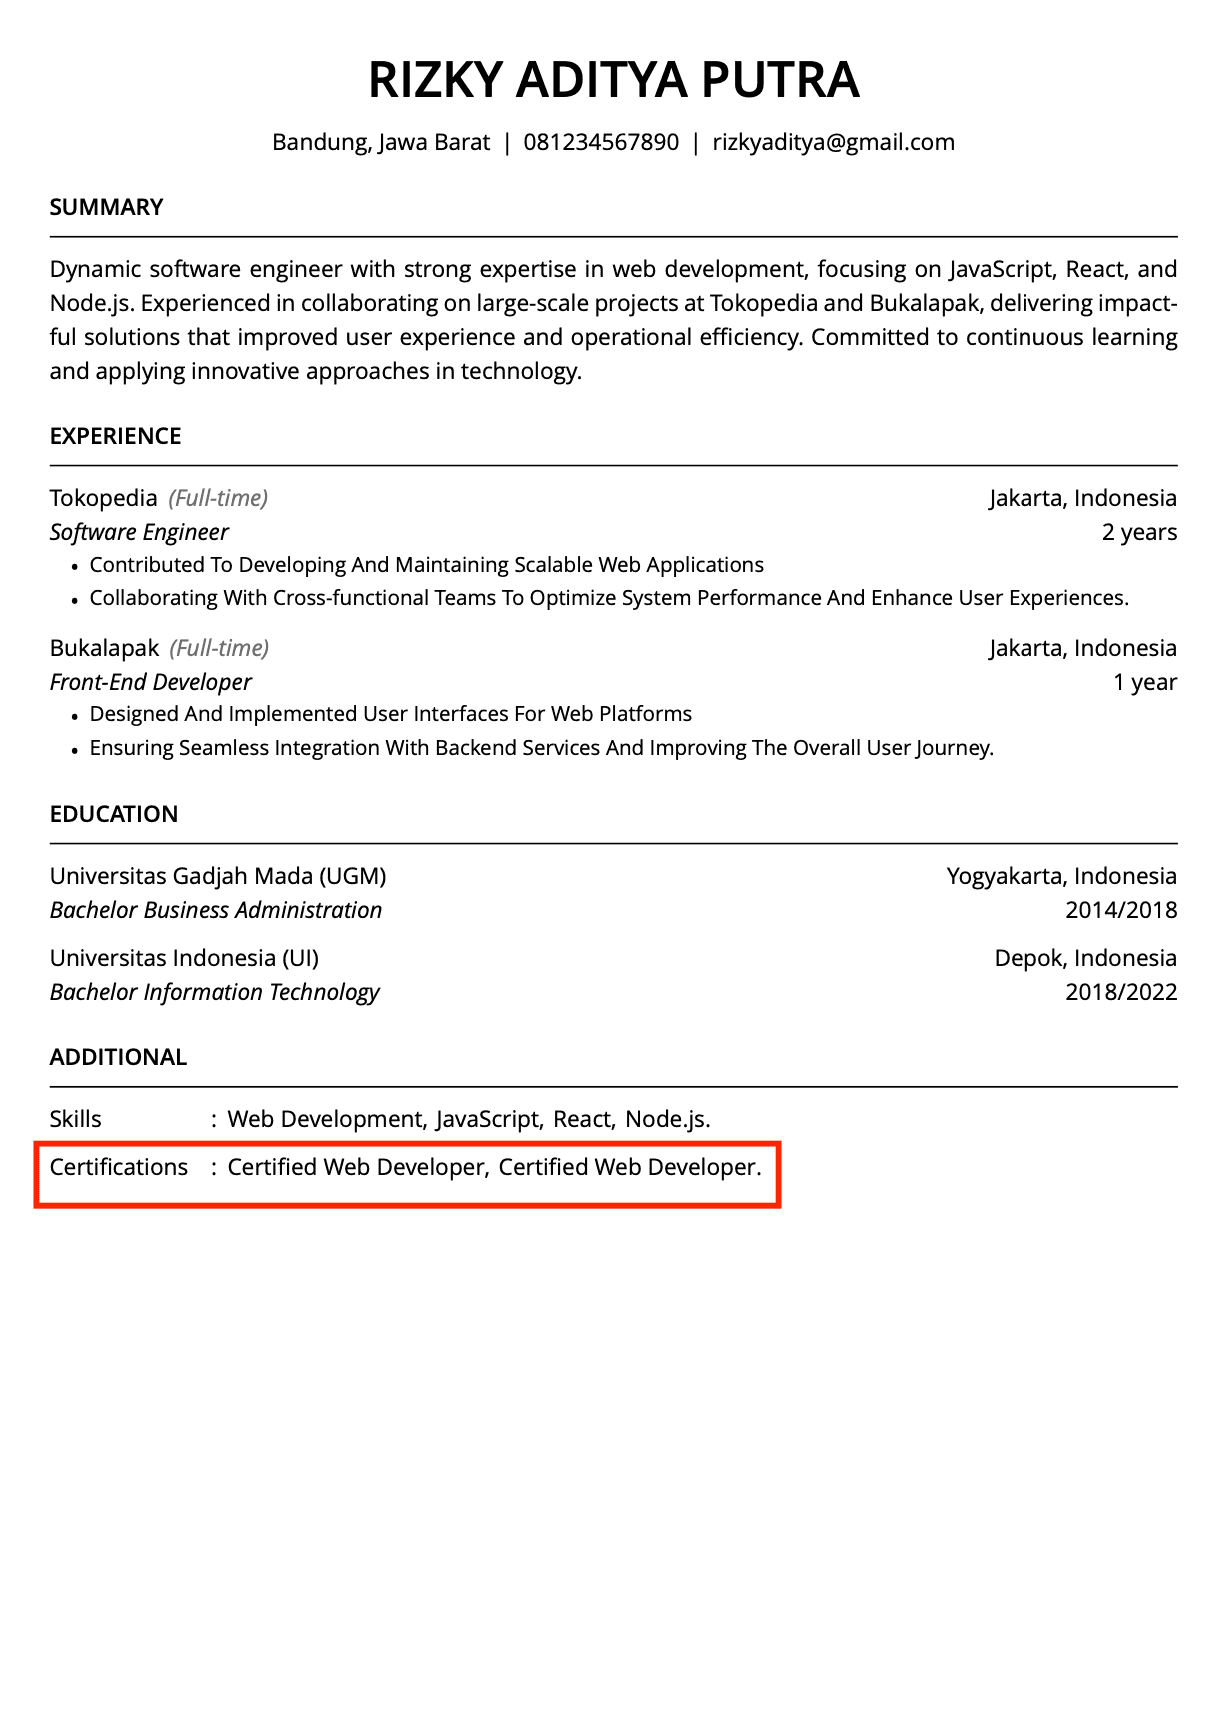 RIZKY ADITYA PUTRA
Bandung, Jawa Barat | 081234567890 | rizkyaditya@gmail.com
SUMMARY
Dynamic software engineer with strong expertise in web development, focusing on JavaScript, React, and
Node.js. Experienced in collaborating on large-scale projects at Tokopedia and Bukalapak, delivering impact-
ful solutions that improved user experience and operational efficiency. Committed to continuous learning
and applying innovative approaches in technology.
EXPERIENCE
Tokopedia (Full-time) Jakarta, Indonesia
Software Engineer 2 years
• Contributed To Developing And Maintaining Scalable Web Applications
• Collaborating With Cross-functional Teams To Optimize System Performance And Enhance User Experiences.
Bukalapak (Full-time) Jakarta, Indonesia
Front-End Developer 1 year
• Designed And Implemented User Interfaces For Web Platforms
• Ensuring Seamless Integration With Backend Services And Improving The Overall User Journey.
EDUCATION
Universitas Gadjah Mada (UGM) Yogyakarta, Indonesia
Bachelor Business Administration 2014/2018
Universitas Indonesia (UI) Depok, Indonesia
Bachelor Information Technology 2018/2022
ADDITIONAL
Skills : Web Development, JavaScript, React, Node.js.
Certifications : Certified Web Developer, Certified Web Developer.